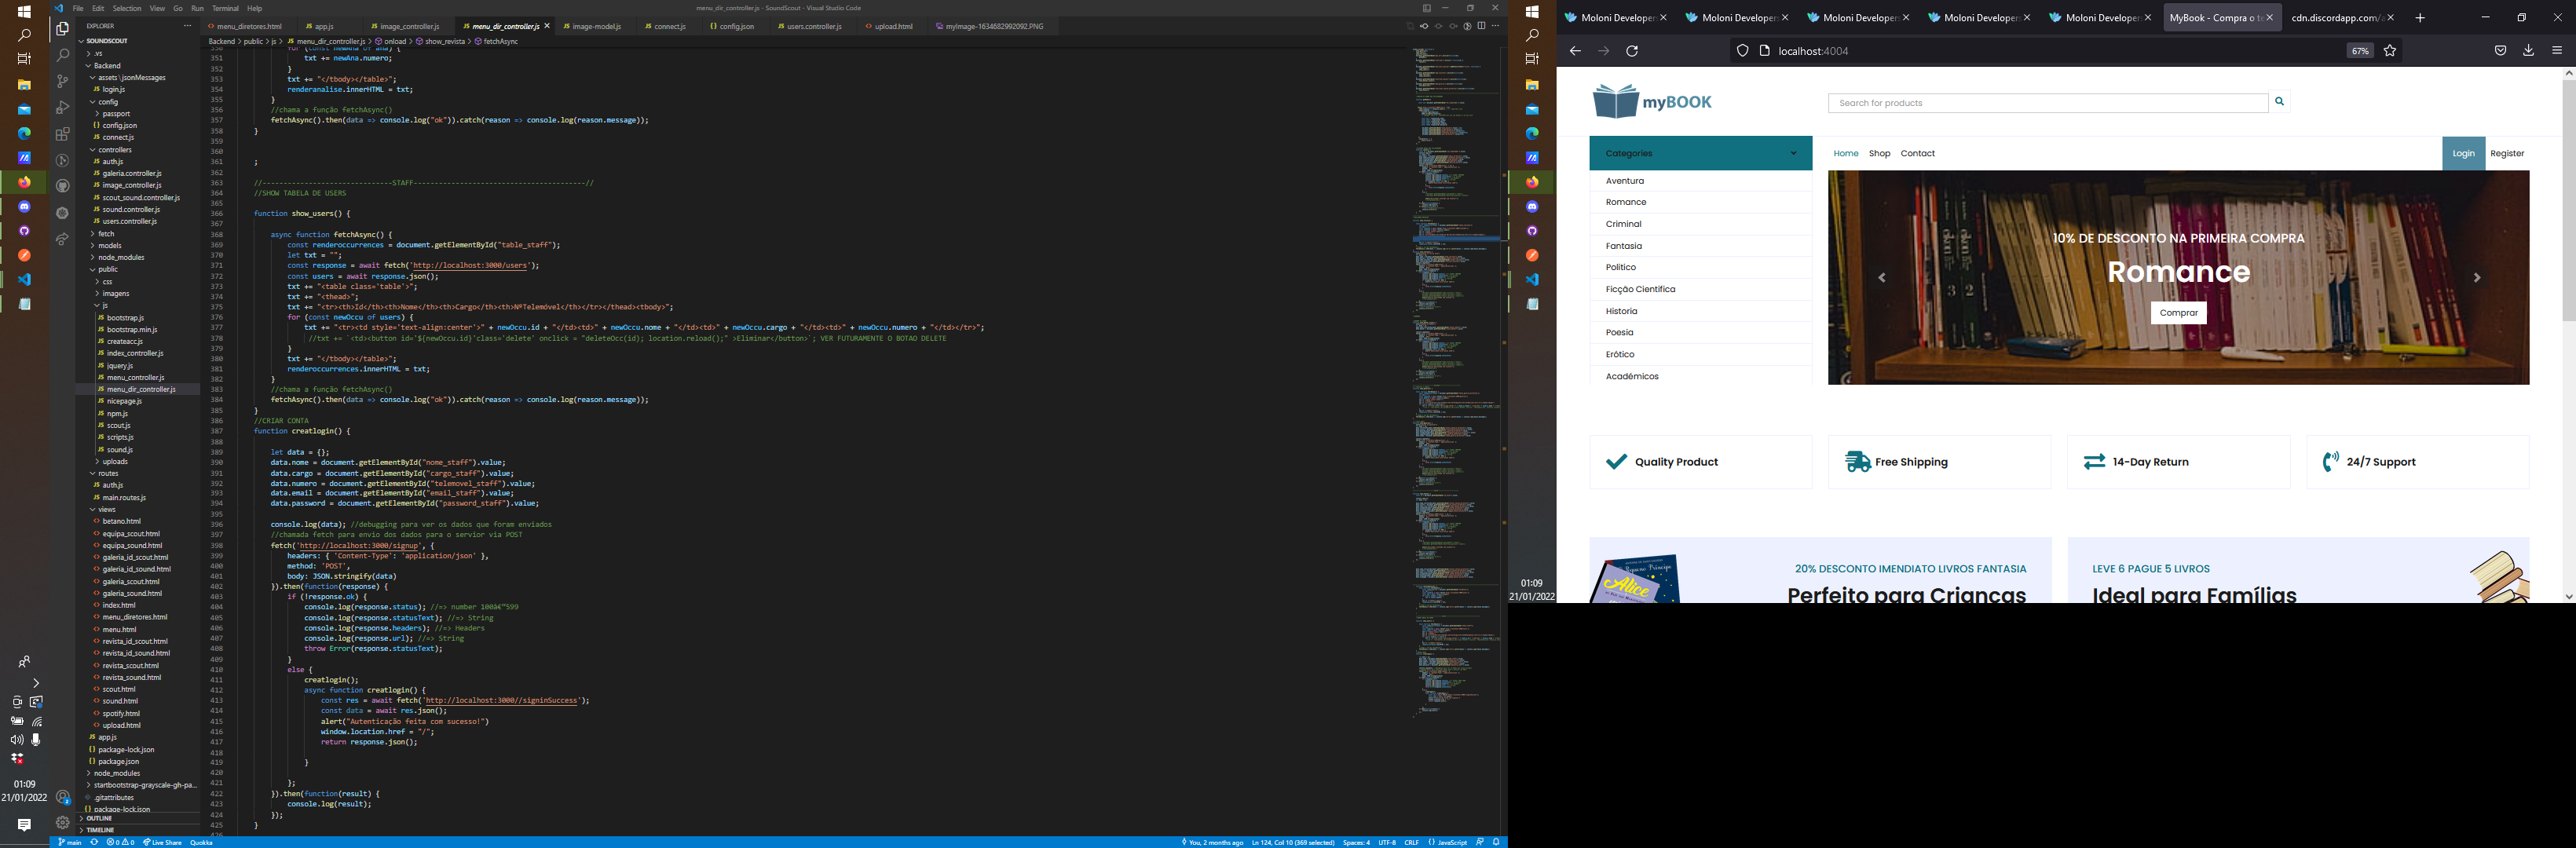 File Edit Selection View Go Run Terminal Help
menu_dir_controller.js - SoundScout - Visual Studio Code
EXPLORER
menu_diretores.html
app.js
image_controller.js
menu_dir_controller.js
image-model.js
connect.js
config.json
users.controller.js
upload.html
myImage-1634682992092.PNG
Backend > public > js > menu_dir_controller.js > onload > show_revista > fetchAsync
SOUNDSCOUT
.vs
Backend
assets \ jsonMessages
login.js
config
passport
config.json
connect.js
controllers
auth.js
galeria.controller.js
image_controller.js
scout_sound.controller.js
sound.controller.js
users.controller.js
fetch
models
node_modules
public
css
imagens
js
bootstrap.js
bootstrap.min.js
createacc.js
index_controller.js
jquery.js
menu_controller.js
menu_dir_controller.js
nicepage.js
npm.js
scout.js
scripts.js
sound.js
uploads
routes
auth.js
main.routes.js
views
betano.html
equipa_scout.html
equipa_sound.html
galeria_id_scout.html
galeria_id_sound.html
galeria_scout.html
galeria_sound.html
index.html
menu_diretores.html
menu.html
revista_id_scout.html
revista_id_sound.html
revista_scout.html
revista_sound.html
scout.html
sound.html
spotify.html
upload.html
app.js
package-lock.json
package.json
node_modules
startbootstrap-grayscale-gh-pa...
.gitattributes
package-lock.json
OUTLINE
TIMELINE
350 for (const newAna of ana) {
351 txt += newAna.numero;
352 }
353 txt += "</tbody></table>";
354 renderanalise.innerHTML = txt;
355 }
356 //chama a função fetchAsync()
357 fetchAsync().then(data => console.log("ok")).catch(reason => console.log(reason.message));
358 }
359
360
361 ;
362
363 //-------------------------------STAFF---------------------------------------//
364 //SHOW TABELA DE USERS
365
366 function show_users() {
367
368 async function fetchAsync() {
369 const renderoccurrences = document.getElementById("table_staff");
370 let txt = "";
371 const response = await fetch('http://localhost:3000/users');
372 const users = await response.json();
373 txt += "<table class='table'>";
374 txt += "<thead>";
375 txt += "<tr><th>Id</th><th>Nome</th><th>Cargo</th><th>NºTelemóvel</th></tr></thead><tbody>";
376 for (const newOccu of users) {
377 txt += "<tr><td style='text-align:center'>" + newOccu.id + "</td><td>" + newOccu.nome + "</td><td>" + newOccu.cargo + "</td><td>" + newOccu.numero + "</td></tr>";
378 //txt += `<td><button id='${newOccu.id}'class='delete' onclick = "deleteOcc(id); location.reload();" >Eliminar</button>`; VER FUTURAMENTE O BOTAO DELETE
379 }
380 txt += "</tbody></table>";
381 renderoccurrences.innerHTML = txt;
382 }
383 //chama a função fetchAsync()
384 fetchAsync().then(data => console.log("ok")).catch(reason => console.log(reason.message));
385 }
386 //CRIAR CONTA
387 function creatlogin() {
388
389 let data = {};
390 data.nome = document.getElementById("nome_staff").value;
391 data.cargo = document.getElementById("cargo_staff").value;
392 data.numero = document.getElementById("telemovel_staff").value;
393 data.email = document.getElementById("email_staff").value;
394 data.password = document.getElementById("password_staff").value;
395
396 console.log(data); //debugging para ver os dados que foram enviados
397 //chamada fetch para envio dos dados para o servior via POST
398 fetch('http://localhost:3000/signup', {
399 headers: { 'Content-Type': 'application/json' },
400 method: 'POST',
401 body: JSON.stringify(data)
402 }).then(function(response) {
403 if (!response.ok) {
404 console.log(response.status); //=> number 100â€"599
405 console.log(response.statusText); //=> String
406 console.log(response.headers); //=> Headers
407 console.log(response.url); //=> String
408 throw Error(response.statusText);
409 }
410 else {
411 creatlogin();
412 async function creatlogin() {
413 const res = await fetch('http://localhost:3000//signinSuccess');
414 const data = await res.json();
415 alert("Autenticação feita com sucesso!")
416 window.location.href = "/";
417 return response.json();
418
419 }
420
421 };
422 }).then(function(result) {
423 console.log(result);
424 });
425 }
426
main 0 0 Live Share Quokka
You, 2 months ago Ln 124, Col 10 (369 selected) Spaces: 4 UTF-8 CRLF JavaScript
01:09
21/01/2022
01:09
21/01/2022
Moloni Developers
Moloni Developers
Moloni Developers
Moloni Developers
Moloni Developers
MyBook - Compra o te
cdn.discordapp.com/a
localhost:4004
67%
myBOOK
Search for products
Categories
Home Shop Contact
Login Register
Aventura
Romance
Criminal
Fantasia
Politico
Ficção Cientifica
Historia
Poesia
Erótico
Académicos
10% DE DESCONTO NA PRIMEIRA COMPRA
Romance
Comprar
Quality Product
Free Shipping
14-Day Return
24/7 Support
Alice
20% DESCONTO IMENDIATO LIVROS FANTASIA
Perfeito para Crianças
LEVE 6 PAGUE 5 LIVROS
Ideal para Famílias